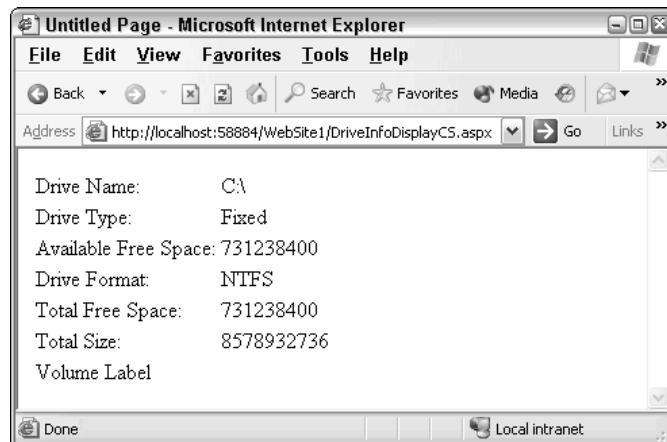 Untitled Page - Microsoft Internet Explorer
File Edit View Favorites Tools Help
Back Search Favorites Media »
Address http://localhost:58884/WebSite1/DriveInfoDisplayCS.aspx Go Links »
Drive Name: C:\
Drive Type: Fixed
Available Free Space: 731238400
Drive Format: NTFS
Total Free Space: 731238400
Total Size: 8578932736
Volume Label
Done Local intranet